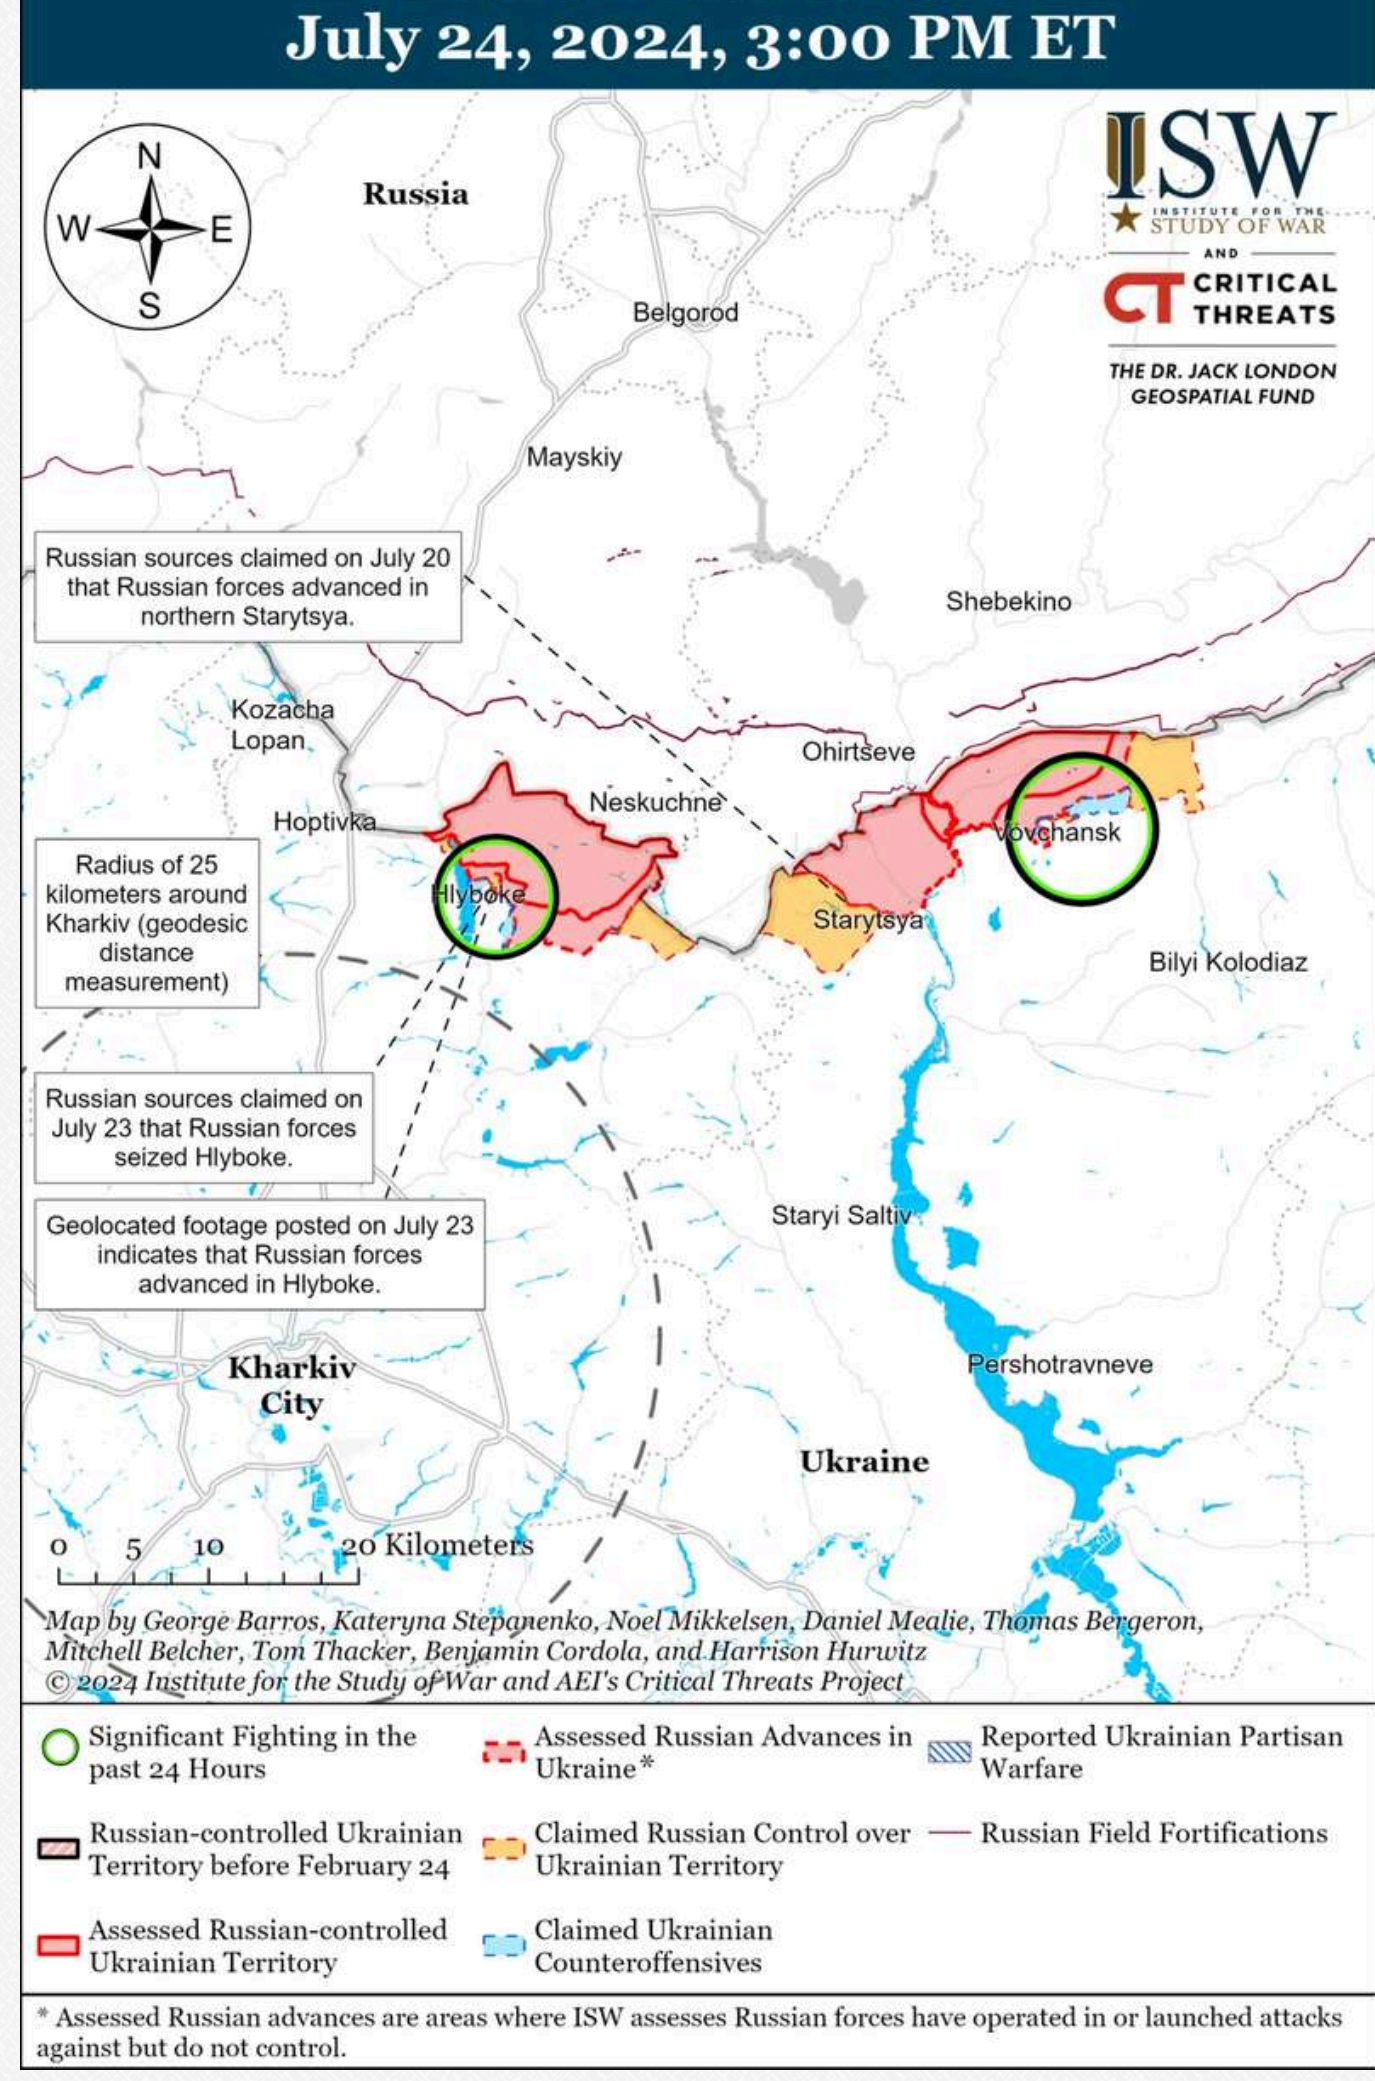 July 24, 2024, 3:00 PM ET
N
W
E
S
Russia
ISW
INSTITUTE FOR THE
STUDY OF WAR
AND
CT CRITICAL
THREATS
THE DR. JACK LONDON
GEOSPATIAL FUND
Belgorod
Mayskiy
Russian sources claimed on July 20
that Russian forces advanced in
northern Starytsya.
Shebekino
Kozacha
Lopan
Ohirtseve
Neskuchne
Hoptivka
Vovchansk
Radius of 25
kilometers around
Kharkiv (geodesic
distance
measurement)
Hlyboke
Starytsya
Bilyi Kolodiaz
Russian sources claimed on
July 23 that Russian forces
seized Hlyboke.
Geolocated footage posted on July 23
indicates that Russian forces
advanced in Hlyboke.
Staryi Saltiv
Kharkiv
City
Pershotravneve
Ukraine
0 5 10 20 Kilometers
Map by George Barros, Kateryna Stepanenko, Noel Mikkelsen, Daniel Mealie, Thomas Bergeron,
Mitchell Belcher, Tom Thacker, Benjamin Cordola, and Harrison Hurwitz
© 2024 Institute for the Study of War and AEI's Critical Threats Project
Significant Fighting in the
past 24 Hours
Assessed Russian Advances in
Ukraine*
Reported Ukrainian Partisan
Warfare
Russian-controlled Ukrainian
Territory before February 24
Claimed Russian Control over
Ukrainian Territory
Russian Field Fortifications
Assessed Russian-controlled
Ukrainian Territory
Claimed Ukrainian
Counteroffensives
* Assessed Russian advances are areas where ISW assesses Russian forces have operated in or launched attacks
against but do not control.